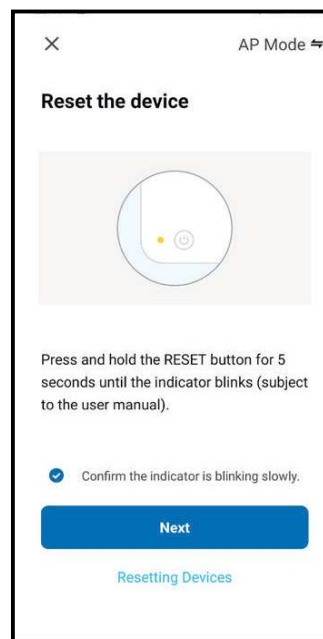 AP Mode
Reset the device
Press and hold the RESET button for 5
seconds until the indicator blinks (subject
to the user manual).
Confirm the indicator is blinking slowly.
Next
Resetting Devices